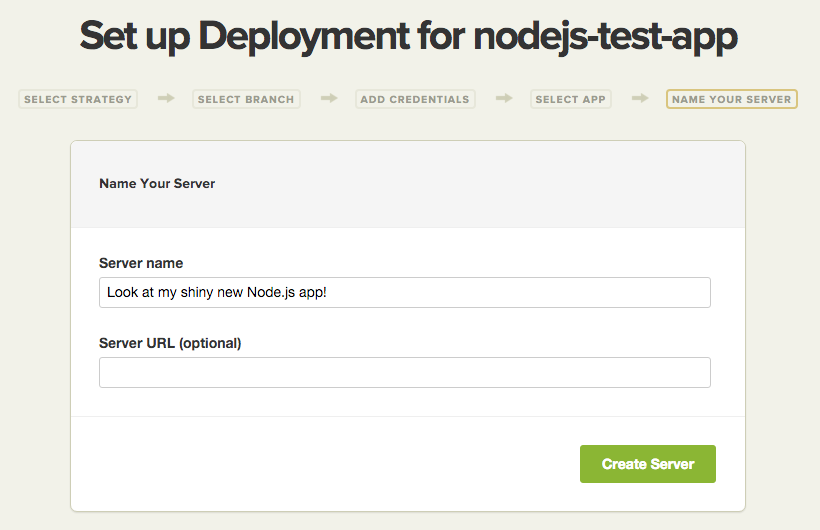 Set up Deployment for nodejs-test-app
SELECT STRATEGY SELECT BRANCH ADD CREDENTIALS SELECT APP NAME YOUR SERVER
Name Your Server
Server name
Look at my shiny new Node.js app!
Server URL (optional)
Create Server